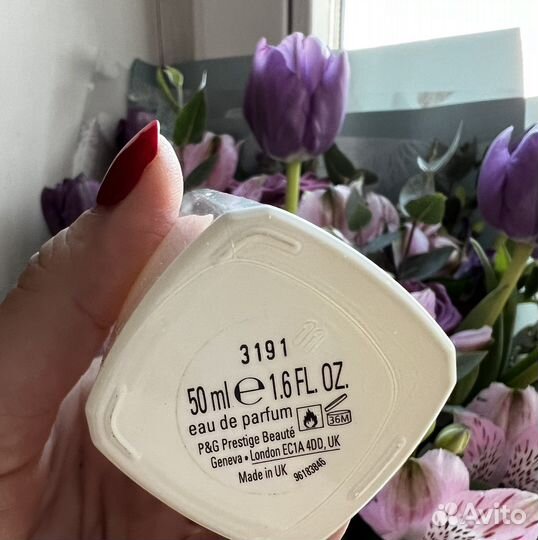 3191
50 ml e 1.6 FL. OZ.
eau de parfum
36M
P&G Prestige Beauté
Geneva • London EC1A 4DD, UK
Made in UK
96183846
Avito